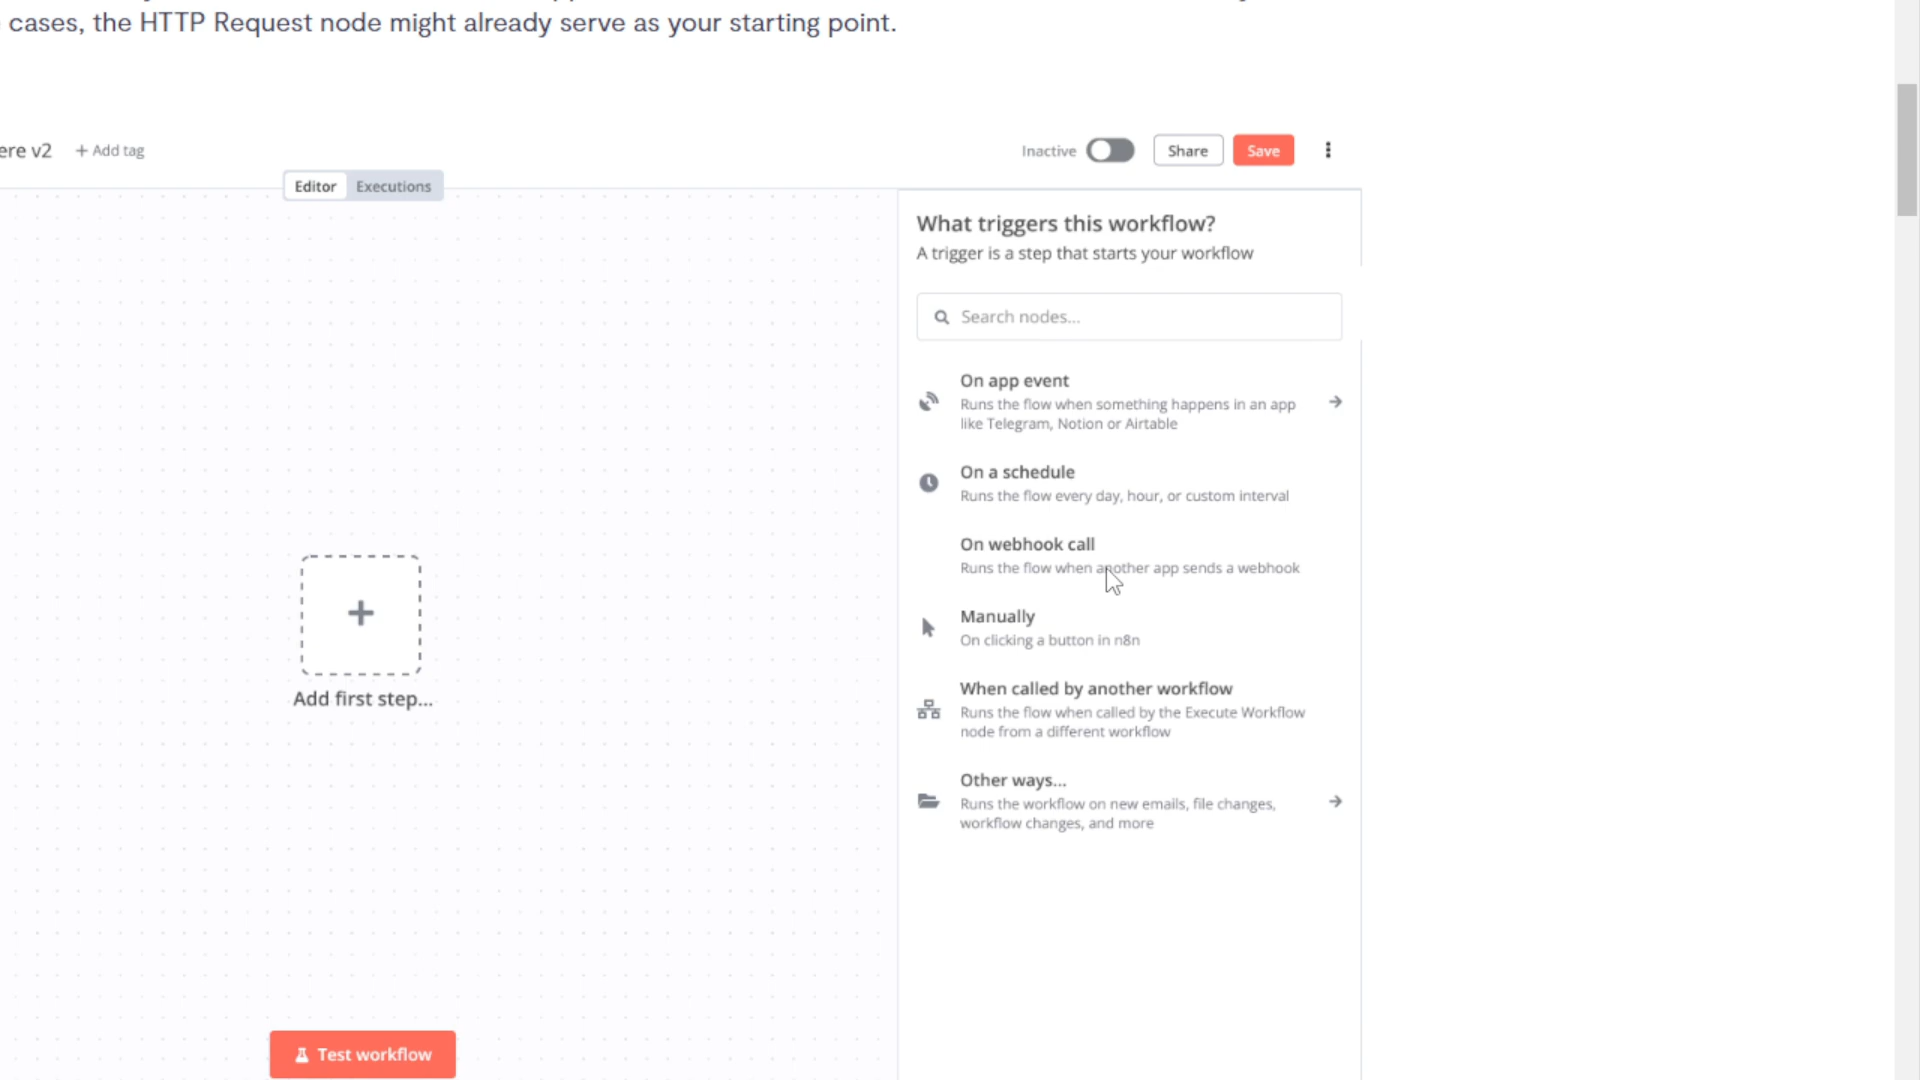 cases, the HTTP Request node might already serve as your starting point.
ere v2 + Add tag Inactive Share Save
Editor Executions
What triggers this workflow?
A trigger is a step that starts your workflow
Search nodes...
On app event
Runs the flow when something happens in an app
like Telegram, Notion or Airtable
On a schedule
Runs the flow every day, hour, or custom interval
On webhook call
Runs the flow when another app sends a webhook
Manually
On clicking a button in n8n
When called by another workflow
Runs the flow when called by the Execute Workflow
node from a different workflow
Other ways...
Runs the workflow on new emails, file changes,
workflow changes, and more
Add first step...
Test workflow